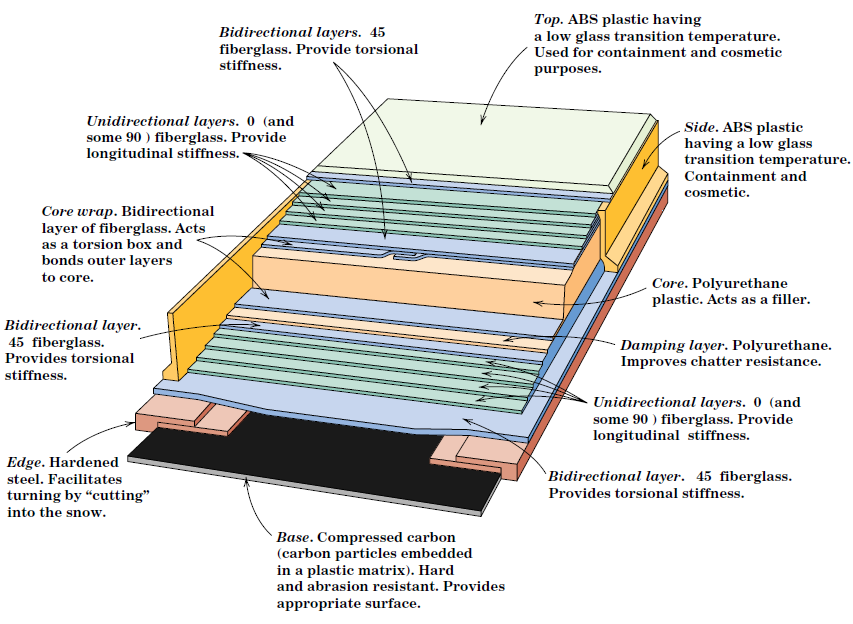 Bidirectional layers. 45
fiberglass. Provide torsional
stiffness.
Top. ABS plastic having
a low glass transition temperature.
Used for containment and cosmetic
purposes.
Unidirectional layers. 0 (and
some 90 ) fiberglass. Provide
longitudinal stiffness.
Side. ABS plastic
having a low glass
transition temperature.
Containment and
cosmetic.
Core wrap. Bidirectional
layer of fiberglass. Acts
as a torsion box and
bonds outer layers
to core.
Core. Polyurethane
plastic. Acts as a filler.
Bidirectional layer.
45 fiberglass.
Provides torsional
stiffness.
Damping layer. Polyurethane.
Improves chatter resistance.
Unidirectional layers. 0 (and
some 90 ) fiberglass. Provide
longitudinal stiffness.
Edge. Hardened
steel. Facilitates
turning by “cutting”
into the snow.
Bidirectional layer. 45 fiberglass.
Provides torsional stiffness.
Base. Compressed carbon
(carbon particles embedded
in a plastic matrix). Hard
and abrasion resistant. Provides
appropriate surface.